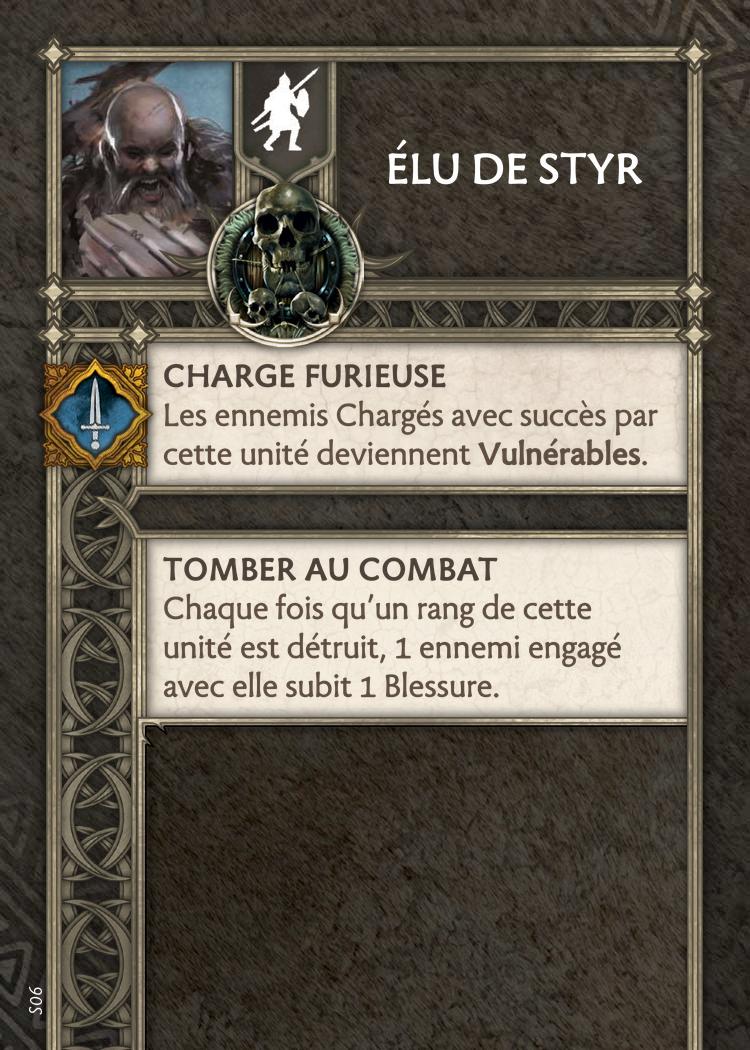 ÉLU DE STYR
CHARGE FURIEUSE
Les ennemis Chargés avec succès par
cette unité deviennent Vulnérables.
TOMBER AU COMBAT
Chaque fois qu’un rang de cette
unité est détruit, 1 ennemi engagé
avec elle subit 1 Blessure.
S06